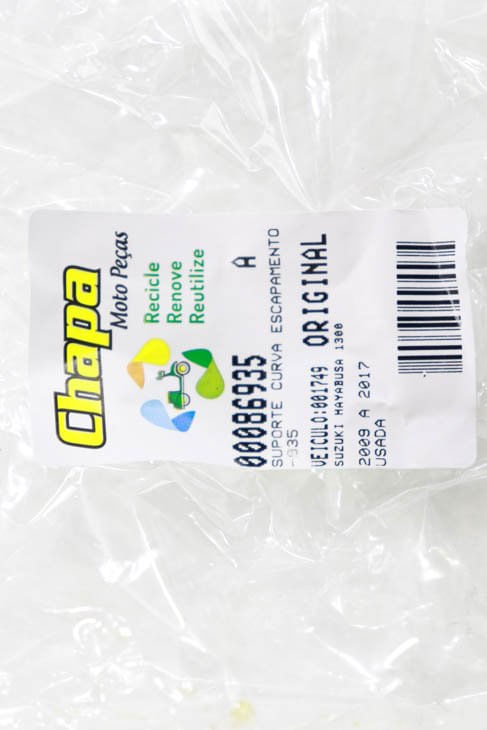 Chapa
Moto Peças
Recicle
Renove
Reutilize
00086935 A
SUPORTE CURVA ESCAPAMENTO
-935
VEICULO:001749 ORIGINAL
SUZUKI HAYABUSA 1300
2009 A 2017
USADA